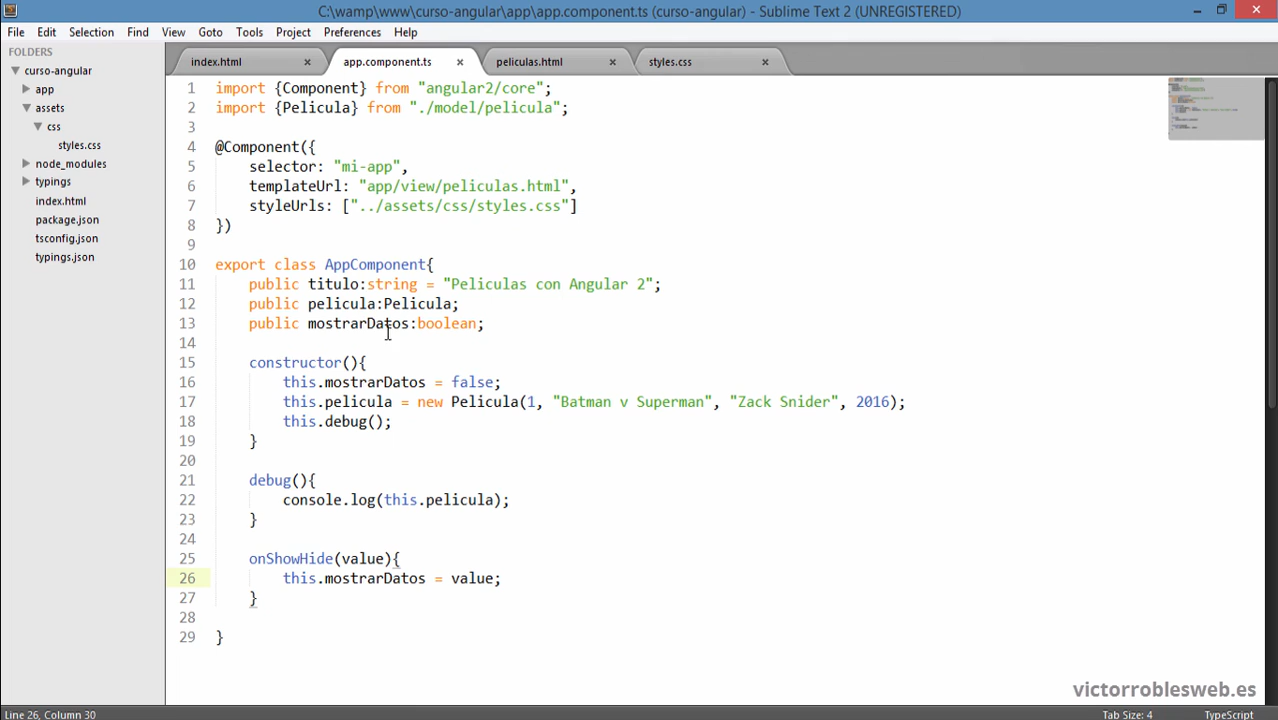 C:\wamp\www\curso-angular\app\app.component.ts (curso-angular) - Sublime Text 2 (UNREGISTERED)
File Edit Selection Find View Goto Tools Project Preferences Help
FOLDERS
curso-angular
app
assets
css
styles.css
node_modules
typings
index.html
package.json
tsconfig.json
typings.json
index.html × app.component.ts × peliculas.html × styles.css ×
1 import {Component} from "angular2/core";
2 import {Pelicula} from "./model/pelicula";
3
4 @Component({
5     selector: "mi-app",
6     templateUrl: "app/view/peliculas.html",
7     styleUrls: ["../assets/css/styles.css"]
8 })
9
10 export class AppComponent{
11     public titulo:string = "Peliculas con Angular 2";
12     public pelicula:Pelicula;
13     public mostrarDatos:boolean;
14
15     constructor(){
16         this.mostrarDatos = false;
17         this.pelicula = new Pelicula(1, "Batman v Superman", "Zack Snider", 2016);
18         this.debug();
19     }
20
21     debug(){
22         console.log(this.pelicula);
23     }
24
25     onShowHide(value){
26         this.mostrarDatos = value;
27     }
28
29 }
victorroblesweb.es
Line 26, Column 30 Tab Size: 4 TypeScript